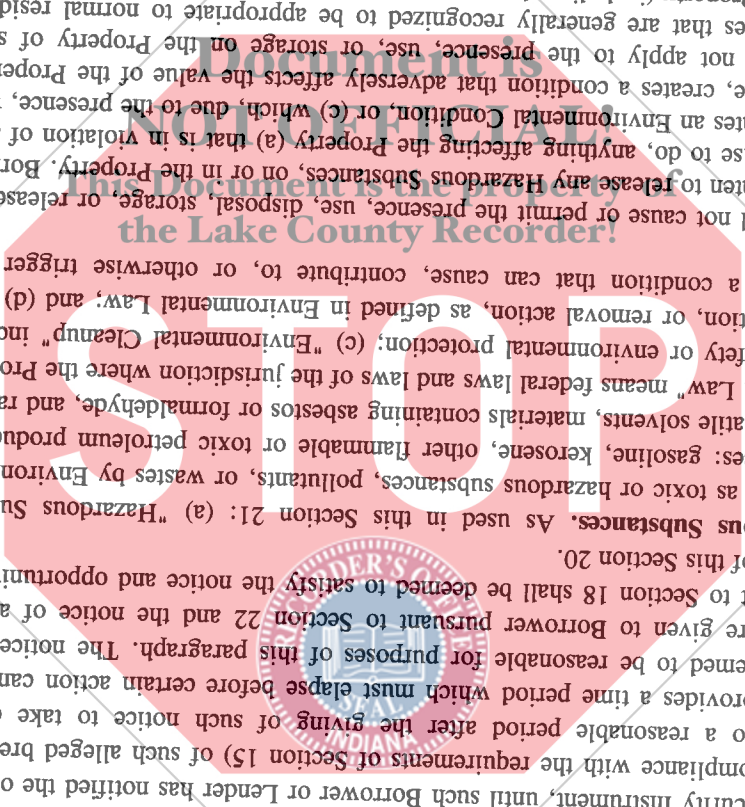 curity Instrument, until such Borrower or Lender has notified the o
ompliance with the requirements of Section 15) of such alleged bre
o a reasonable period after the giving of such notice to take
rovides a time period which must elapse before certain action can
emed to be reasonable for purposes of this paragraph. The notice
re given to Borrower pursuant to Section 22 and the notice of a
t to Section 18 shall be deemed to satisfy the notice and opportuni
of this Section 20.
ous Substances. As used in this Section 21: (a) "Hazardous Su
as toxic or hazardous substances, pollutants, or wastes by Environ
es: gasoline, kerosene, other flammable or toxic petroleum produc
atile solvents, materials containing asbestos or formaldehyde, and ra
Law" means federal laws and laws of the jurisdiction where the Pro
fety or environmental protection; (c) "Environmental Cleanup" inc
tion, or removal action, as defined in Environmental Law; and (d)
a condition that can cause, contribute to, or otherwise trigger
l not cause or permit the presence, use, disposal, storage, or release
aten to release any Hazardous Substances, on or in the Property. Bor
se to do, anything affecting the Property (a) that is in violation of
ates an Environmental Condition, or (c) which, due to the presence,
e, creates a condition that adversely affects the value of the Prope
not apply to the presence, use, or storage on the Property of s
es that are generally recognized to be appropriate to normal resid
Document is
NOT OFFICIAL!
This Document is the property of
the Lake County Recorder!
STOP
RECORDER'S OFFICE
SEAL
INDIANA